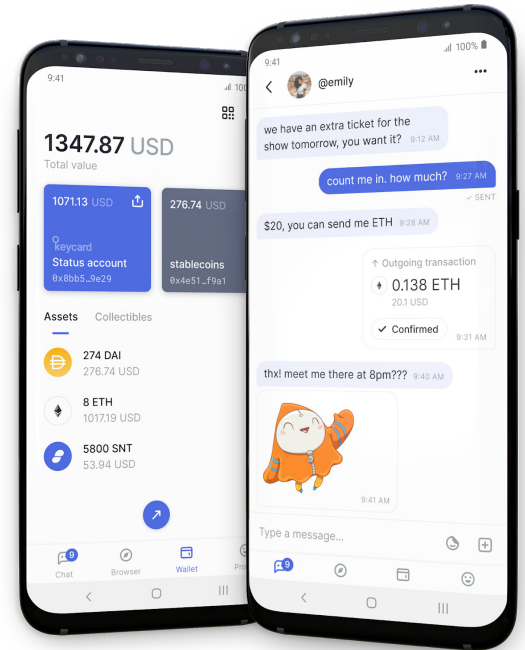 9:41
100
1347.87 USD
Total value
1071.13 USD
keycard
Status account
0x8bb5…9e29
276.74 USD
stablecoins
0x4e51…f9a1
Assets
Collectibles
274 DAI
276.74 USD
8 ETH
1017.19 USD
5800 SNT
53.94 USD
9
Chat
Browser
Wallet
Pro
9:41
100%
@emily
we have an extra ticket for the
show tomorrow, you want it? 9:12 AM
count me in. how much? 9:27 AM
✓ SENT
$20, you can send me ETH 9:28 AM
↑ Outgoing transaction
0.138 ETH
20.1 USD
✓ Confirmed
9:31 AM
thx! meet me there at 8pm??? 9:40 AM
9:41 AM
Type a message...
9